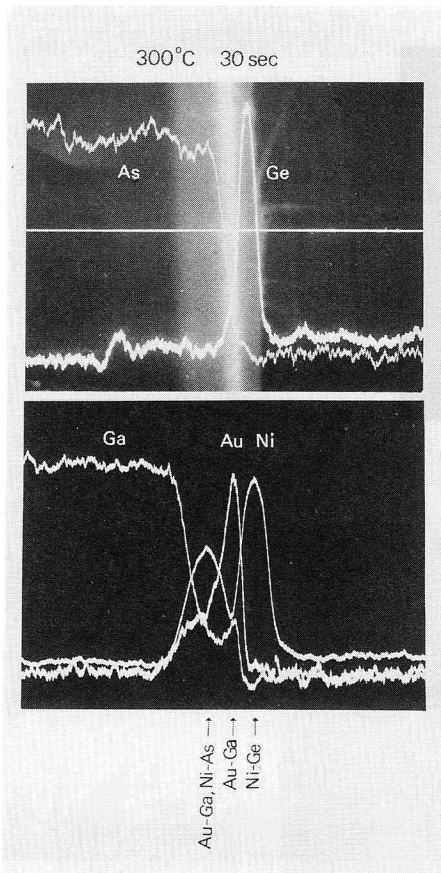 300°C 30 sec
As Ge
Ga Au Ni
Au-Ga, Ni-As →
Au-Ga →
Ni-Ge →